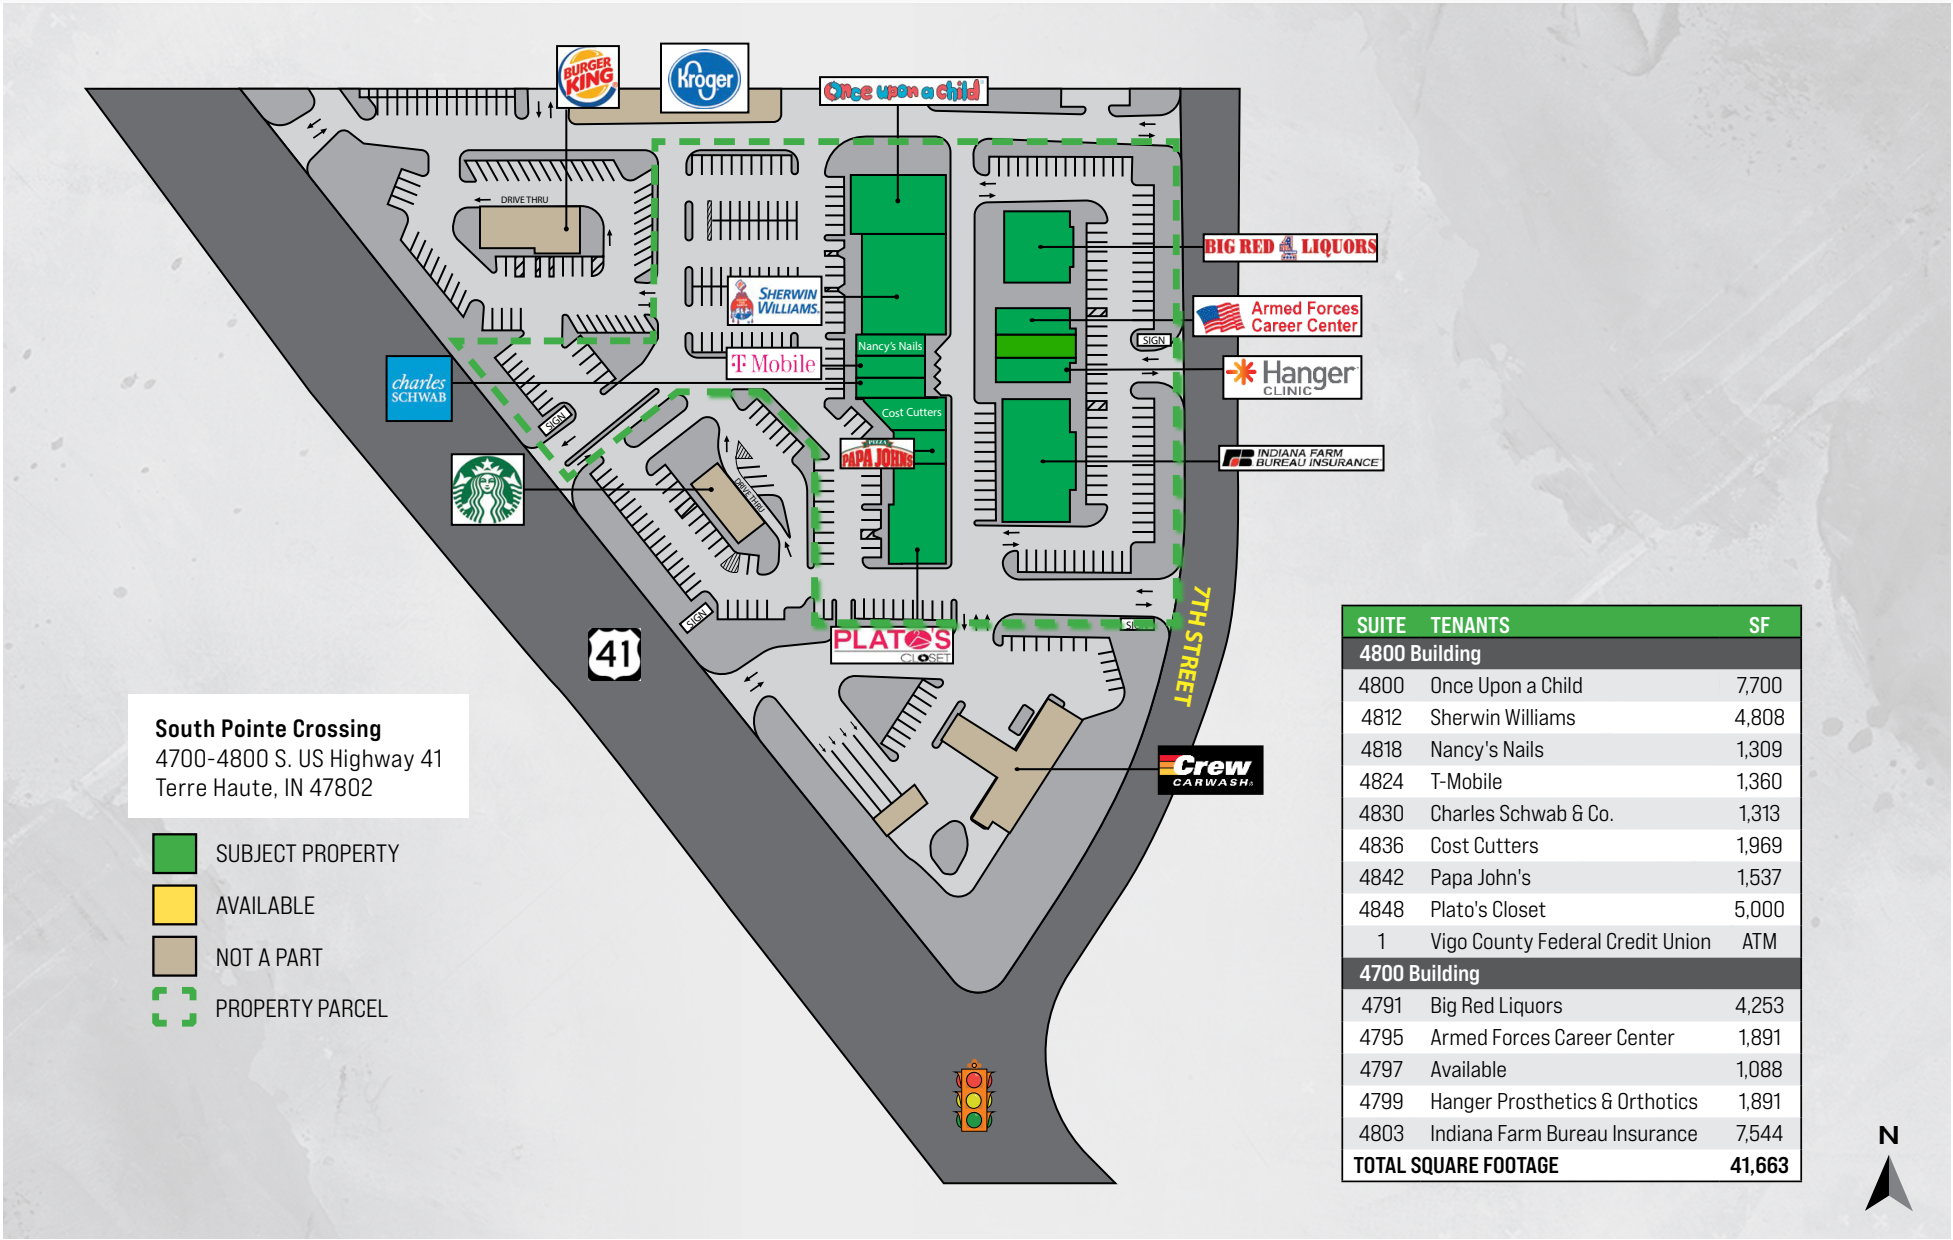 BURGER
KING
Kroger
Once upon a child
DRIVE THRU
BIG RED LIQUORS
SHERWIN
WILLIAMS.
Armed Forces
Career Center
Nancy's Nails
SIGN
T Mobile
charles
SCHWAB
Hanger
CLINIC
Cost Cutters
SIGN
PIZZA
PAPA JOHNS
INDIANA FARM
BUREAU INSURANCE
DRIVE THRU
SIGN
SIGN
7TH STREET
PLATO'S
CLOSET
41
Crew
CARWASH
South Pointe Crossing
4700-4800 S. US Highway 41
Terre Haute, IN 47802
SUBJECT PROPERTY
AVAILABLE
NOT A PART
PROPERTY PARCEL
SUITE TENANTS SF
4800 Building
4800 Once Upon a Child 7,700
4812 Sherwin Williams 4,808
4818 Nancy's Nails 1,309
4824 T-Mobile 1,360
4830 Charles Schwab & Co. 1,313
4836 Cost Cutters 1,969
4842 Papa John's 1,537
4848 Plato's Closet 5,000
1 Vigo County Federal Credit Union ATM
4700 Building
4791 Big Red Liquors 4,253
4795 Armed Forces Career Center 1,891
4797 Available 1,088
4799 Hanger Prosthetics & Orthotics 1,891
4803 Indiana Farm Bureau Insurance 7,544
TOTAL SQUARE FOOTAGE 41,663
N